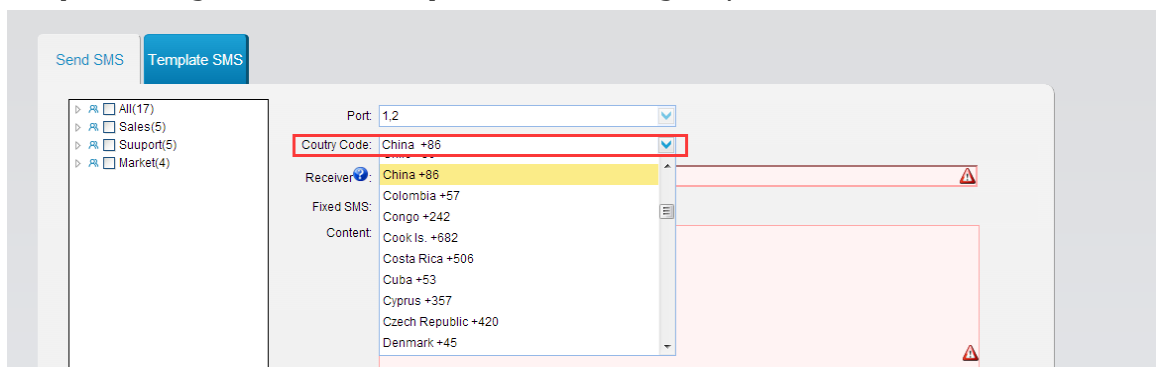 Send SMS
Template SMS
All(17)
Sales(5)
Suuport(5)
Market(4)
Port: 1,2
Coutry Code: China +86
Receiver?:
Fixed SMS:
Content:
China +86
Colombia +57
Congo +242
Cook Is. +682
Costa Rica +506
Cuba +53
Cyprus +357
Czech Republic +420
Denmark +45